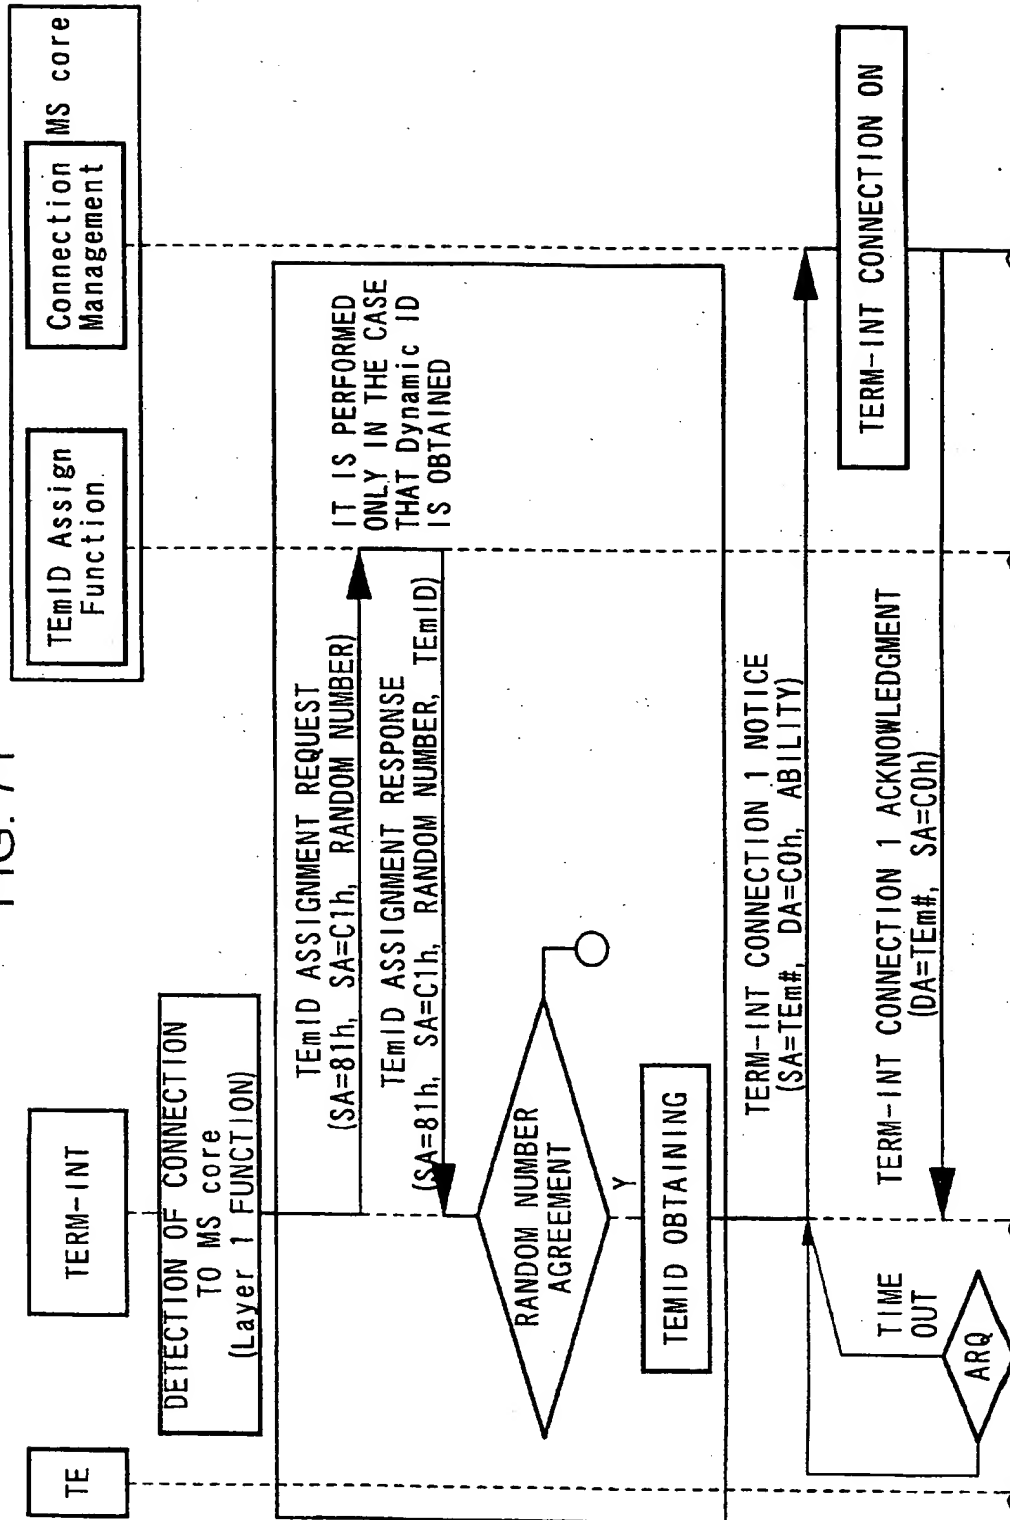 TE
TERM-INT
TEmID Assign
Function
Connection
Management
MS core
DETECTION OF CONNECTION
TO MS core
(Layer 1 FUNCTION)
TEmID ASSIGNMENT REQUEST
(SA=81h, SA=C1h, RANDOM NUMBER)
TEmID ASSIGNMENT RESPONSE
(SA=81h, SA=C1h, RANDOM NUMBER, TEmID)
IT IS PERFORMED
ONLY IN THE CASE
THAT Dynamic ID
IS OBTAINED
RANDOM NUMBER
AGREEMENT
Y
TEMID OBTAINING
TERM-INT CONNECTION 1 NOTICE
(SA=TEm#, DA=C0h, ABILITY)
TERM-INT CONNECTION ON
TERM-INT CONNECTION 1 ACKNOWLEDGMENT
(DA=TEm#, SA=C0h)
TIME
OUT
ARQ